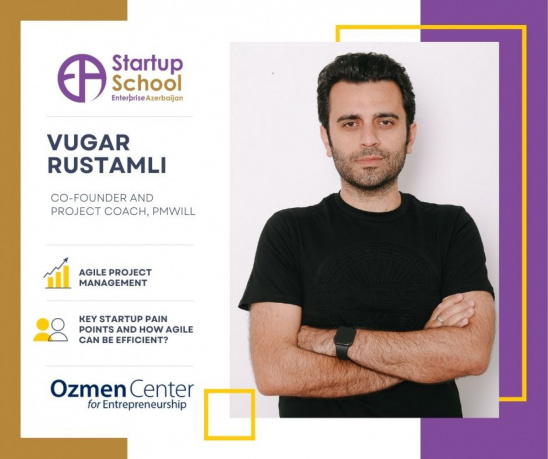 Startup
School
Enterprise Azerbaijan
VUGAR
RUSTAMLI
CO-FOUNDER AND
PROJECT COACH, PMWILL
AGILE PROJECT
MANAGEMENT
KEY STARTUP PAIN
POINTS AND HOW AGILE
CAN BE EFFICIENT?
Ozmen Center
for Entrepreneurship